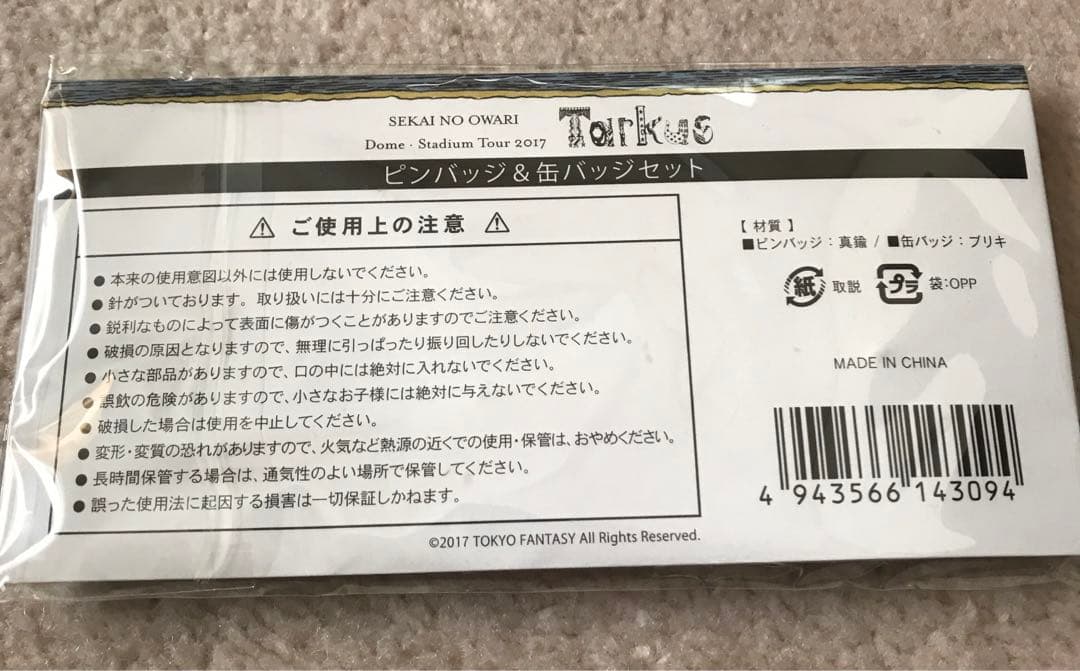 SEKAI NO OWARI
Dome · Stadium Tour 2017
Tarkus
ピンバッジ&缶バッジセット
⚠ ご使用上の注意 ⚠
●本来の使用意図以外には使用しないでください。
●針がついております。取り扱いには十分にご注意ください。
●鋭利なものによって表面に傷がつくことがありますのでご注意ください。
●破損の原因となりますので、無理に引っぱったり振り回したりしないでください。
●小さな部品がありますので、口の中には絶対に入れないでください。
●誤飲の危険がありますので、小さなお子様には絶対に与えないでください。
●破損した場合は使用を中止してください。
●変形・変質の恐れがありますので、火気など熱源の近くでの使用・保管は、おやめください。
●長時間保管する場合は、通気性のよい場所で保管してください。
●誤った使用法に起因する損害は一切保証しかねます。
©2017 TOKYO FANTASY All Rights Reserved.
【 材質 】
■ピンバッジ:真鍮 / ■缶バッジ:ブリキ
紙 取説 プラ 袋:OPP
MADE IN CHINA
4 943566 143094